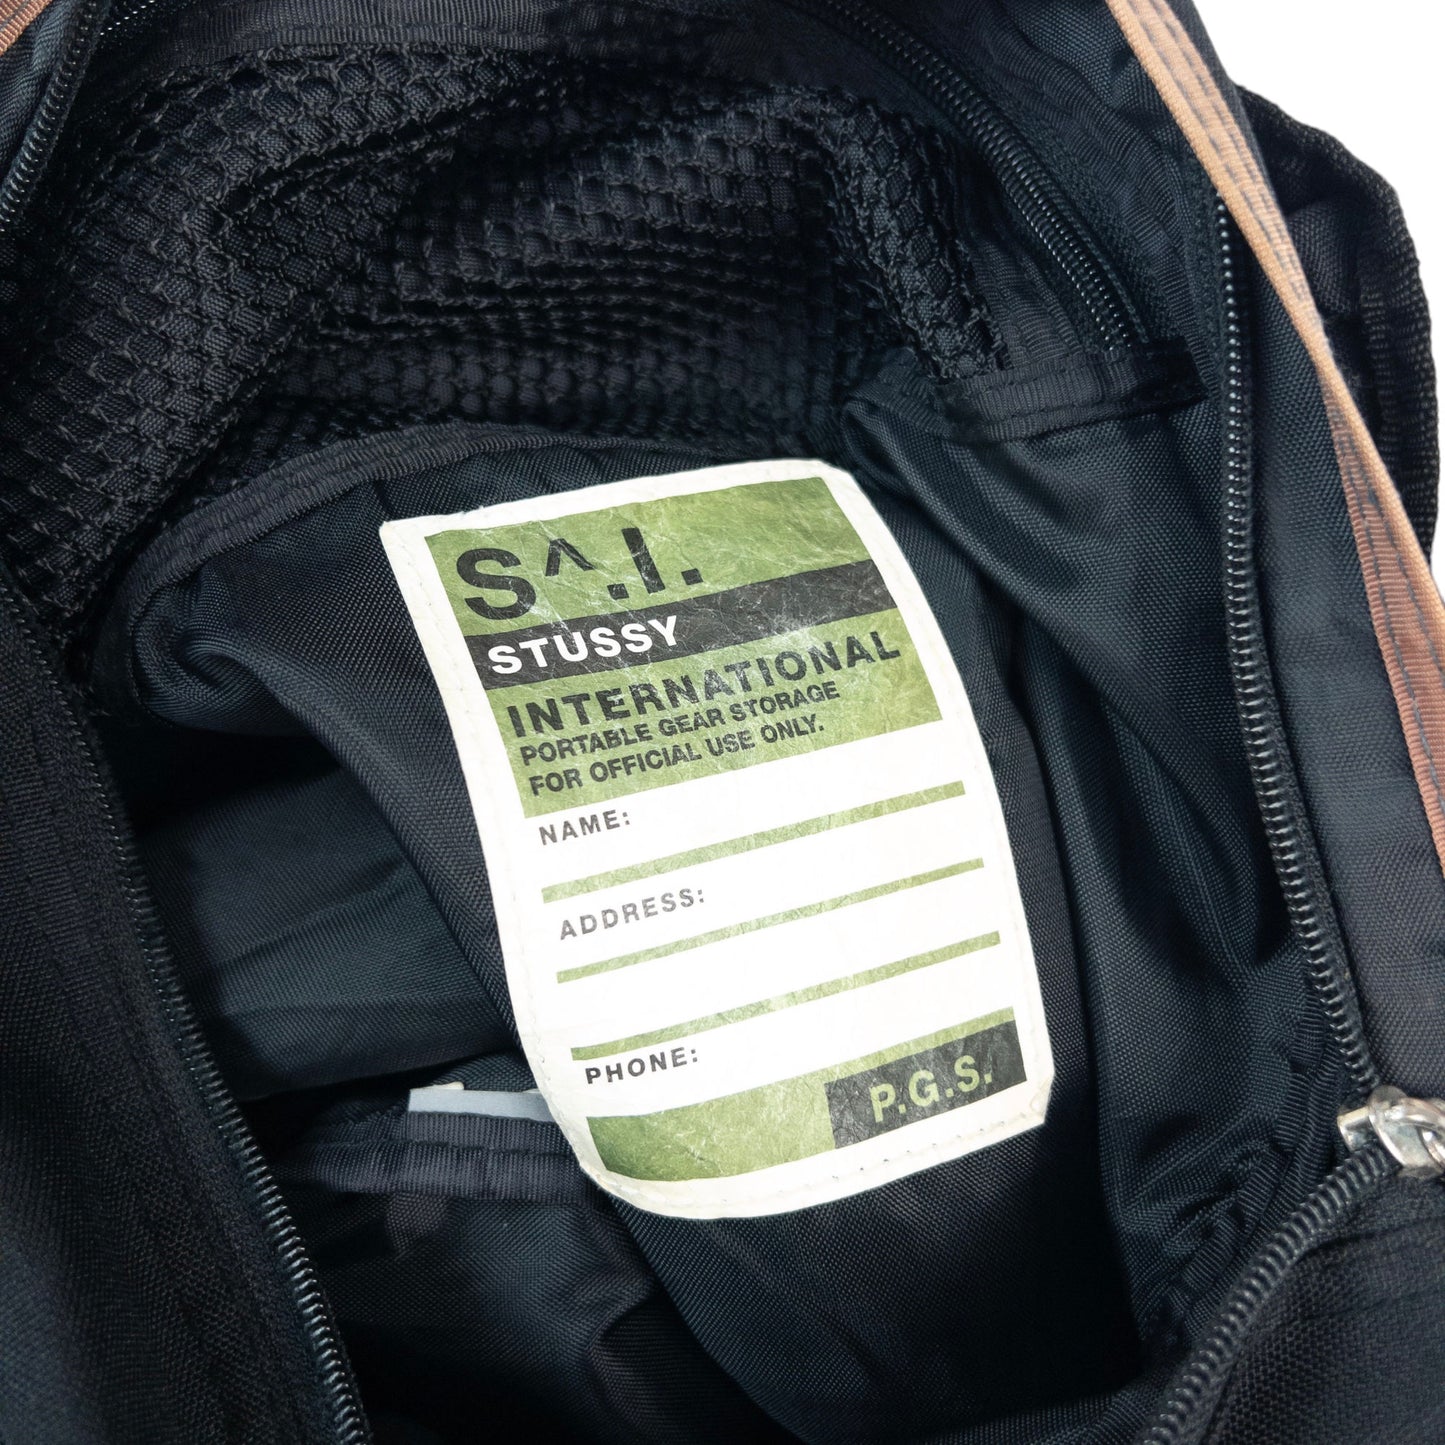 S^.I.
STUSSY
INTERNATIONAL
PORTABLE GEAR STORAGE
FOR OFFICIAL USE ONLY.
NAME:
ADDRESS:
PHONE:
P.G.S.